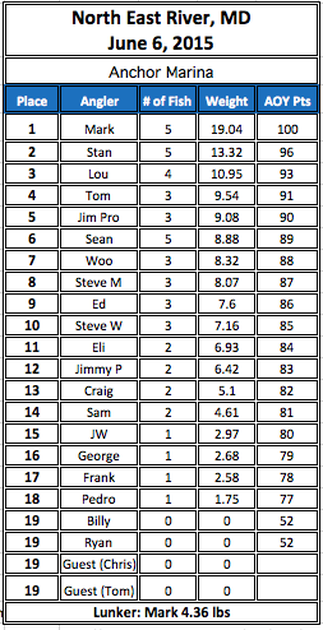 North East River, MD
June 6, 2015
Anchor Marina
Place Angler # of Fish Weight AOY Pts
1 Mark 5 19.04 100
2 Stan 5 13.32 96
3 Lou 4 10.95 93
4 Tom 3 9.54 91
5 Jim Pro 3 9.08 90
6 Sean 5 8.88 89
7 Woo 3 8.32 88
8 Steve M 3 8.07 87
9 Ed 3 7.6 86
10 Steve W 3 7.16 85
11 Eli 2 6.93 84
12 Jimmy P 2 6.42 83
13 Craig 2 5.1 82
14 Sam 2 4.61 81
15 JW 1 2.97 80
16 George 1 2.68 79
17 Frank 1 2.58 78
18 Pedro 1 1.75 77
19 Billy 0 0 52
19 Ryan 0 0 52
19 Guest (Chris) 0 0
19 Guest (Tom) 0 0
Lunker: Mark 4.36 lbs